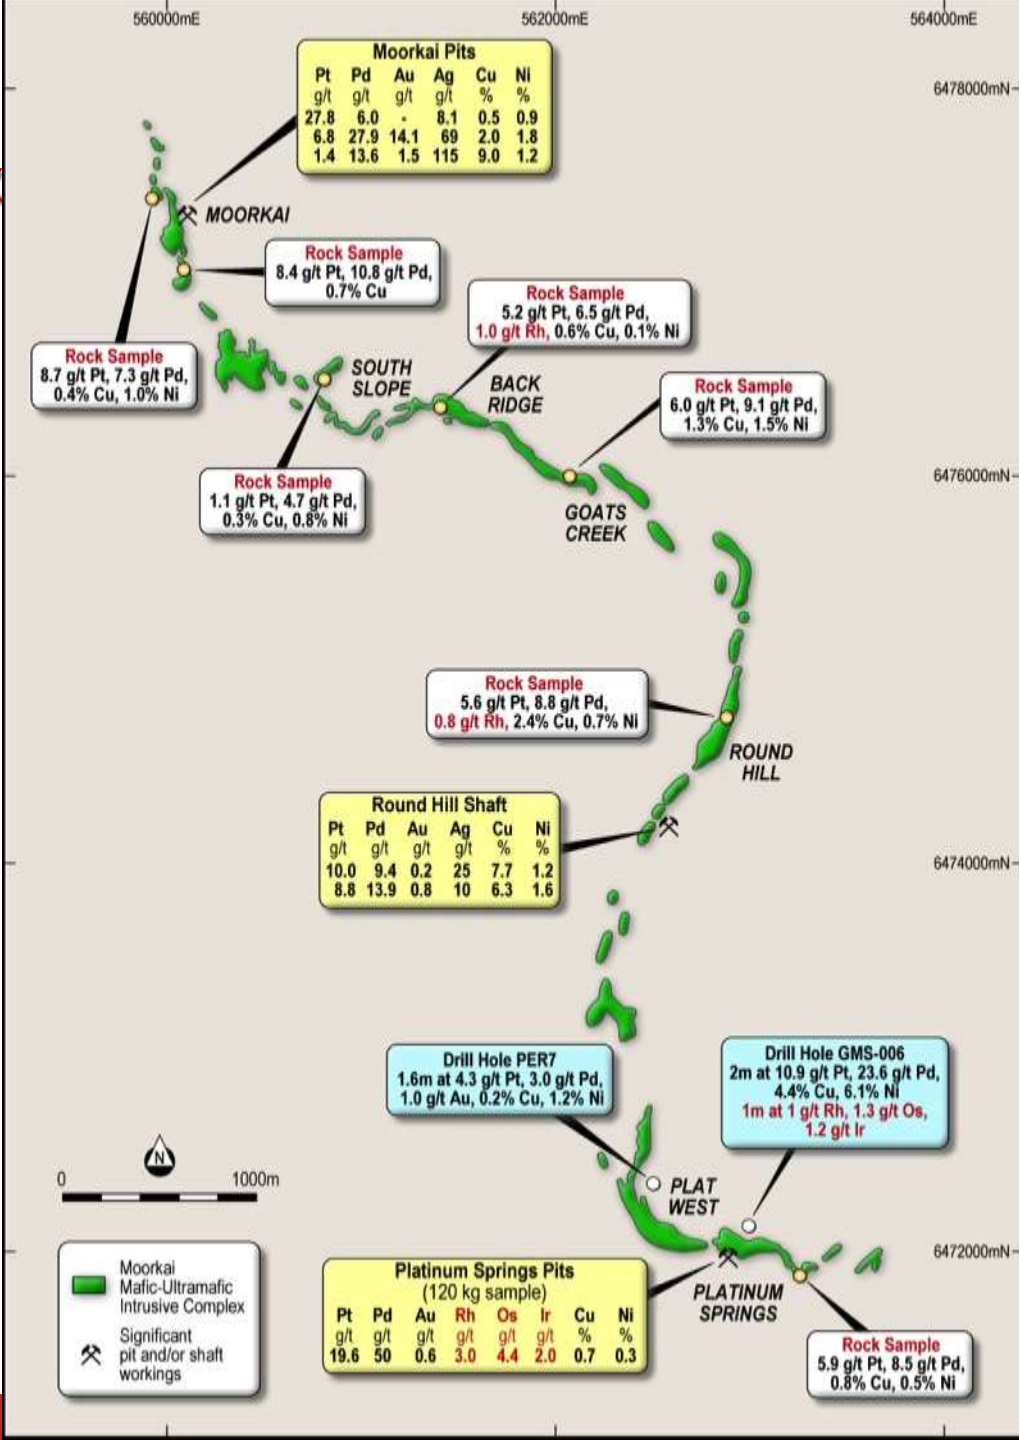 560000mE 562000mE 564000mE
6478000mN
Moorkai Pits
Pt Pd Au Ag Cu Ni
g/t g/t g/t g/t % %
27.8 6.0 - 8.1 0.5 0.9
6.8 27.9 14.1 69 2.0 1.8
1.4 13.6 1.5 115 9.0 1.2
MOORKAI
Rock Sample
8.4 g/t Pt, 10.8 g/t Pd,
0.7% Cu
Rock Sample
5.2 g/t Pt, 6.5 g/t Pd,
1.0 g/t Rh, 0.6% Cu, 0.1% Ni
Rock Sample
8.7 g/t Pt, 7.3 g/t Pd,
0.4% Cu, 1.0% Ni
SOUTH
SLOPE
BACK
RIDGE
Rock Sample
6.0 g/t Pt, 9.1 g/t Pd,
1.3% Cu, 1.5% Ni
Rock Sample
1.1 g/t Pt, 4.7 g/t Pd,
0.3% Cu, 0.8% Ni
6476000mN
GOATS
CREEK
Rock Sample
5.6 g/t Pt, 8.8 g/t Pd,
0.8 g/t Rh, 2.4% Cu, 0.7% Ni
ROUND
HILL
Round Hill Shaft
Pt Pd Au Ag Cu Ni
g/t g/t g/t g/t % %
10.0 9.4 0.2 25 7.7 1.2
8.8 13.9 0.8 10 6.3 1.6
6474000mN
Drill Hole PER7
1.6m at 4.3 g/t Pt, 3.0 g/t Pd,
1.0 g/t Au, 0.2% Cu, 1.2% Ni
Drill Hole GMS-006
2m at 10.9 g/t Pt, 23.6 g/t Pd,
4.4% Cu, 6.1% Ni
1m at 1 g/t Rh, 1.3 g/t Os,
1.2 g/t Ir
N
0 1000m
PLAT
WEST
6472000mN
Moorkai
Mafic-Ultramafic
Intrusive Complex
Significant
pit and/or shaft
workings
Platinum Springs Pits
(120 kg sample)
Pt Pd Au Rh Os Ir Cu Ni
g/t g/t g/t g/t g/t g/t % %
19.6 50 0.6 3.0 4.4 2.0 0.7 0.3
PLATINUM
SPRINGS
Rock Sample
5.9 g/t Pt, 8.5 g/t Pd,
0.8% Cu, 0.5% Ni